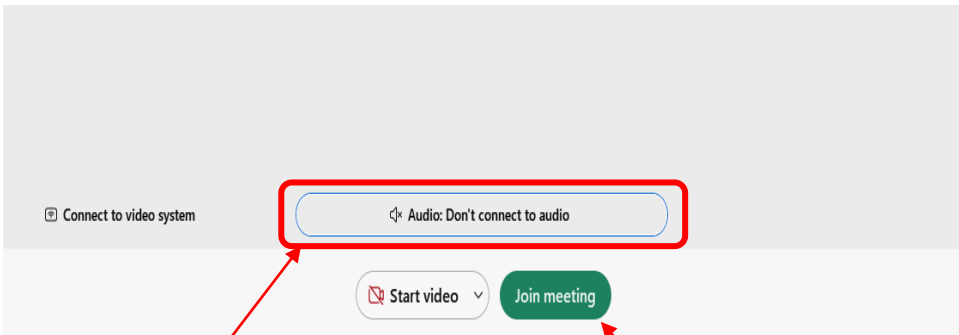 Connect to video system
Audio: Don't connect to audio
Start video
Join meeting